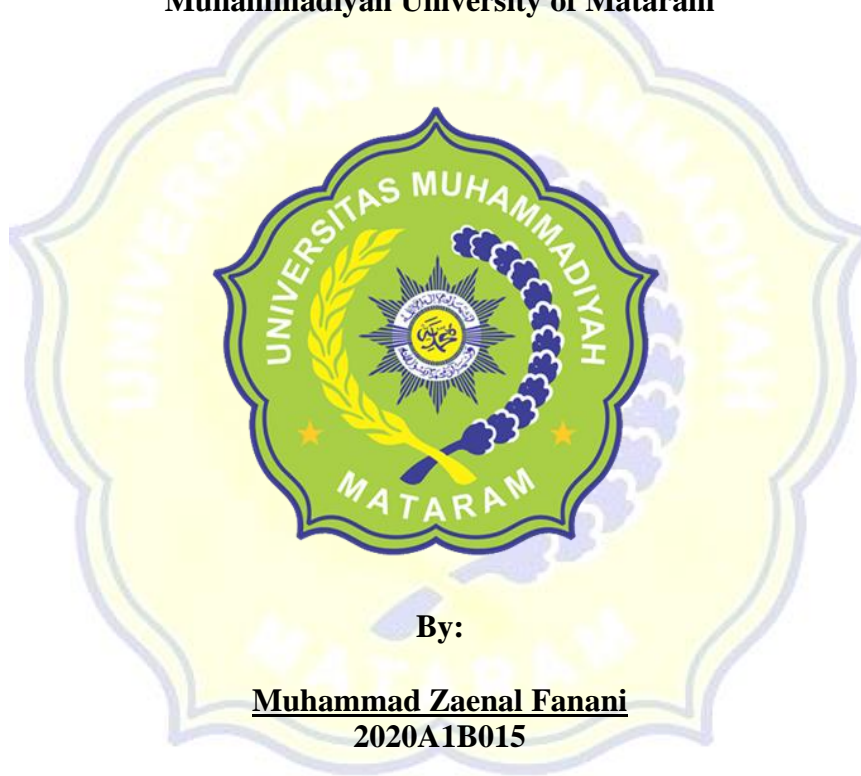 Muhammadiyah University of Mataram
UNIVERSITAS MUHAMMADIYAH
MATARAM
By:
Muhammad Zaenal Fanani
2020A1B015